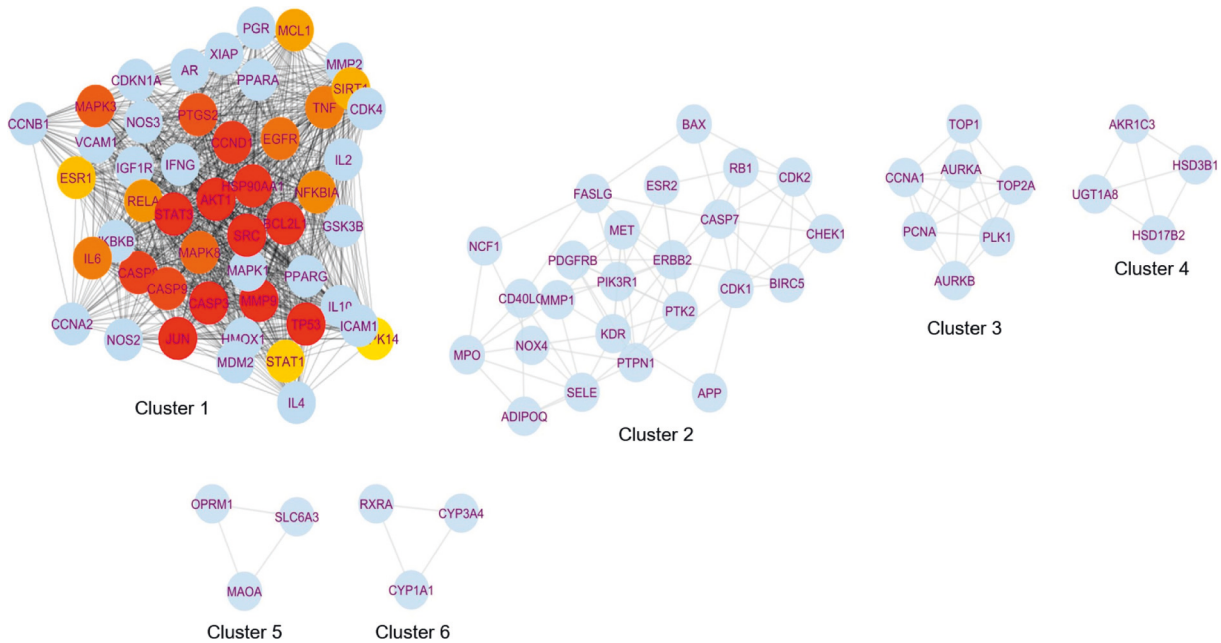 PGR
MCL1
XIAP
AR
PPARA
MMP2
CDKN1A
SIRT1
MAPK3
PTGS2
TNF
CDK4
CCNB1
NOS3
CCND1
EGFR
VCAM1
IFNG
IL2
IGF1R
ESR1
HSP90AA1
NFKBIA
RELA
AKT1
STAT3
BCL2L1
GSK3B
SRC
KBKB
MAPK8
IL6
MAPK1
PPARG
CASP9
CASP3
MMP9
IL10
CCNA2
TP53
ICAM1
PK14
NOS2
JUN
HMOX1
MDM2
STAT1
IL4
Cluster 1
BAX
RB1
CDK2
ESR2
FASLG
CASP7
CHEK1
MET
NCF1
PDGFRB
ERBB2
PIK3R1
CDK1
BIRC5
CD40LG
MMP1
PTK2
KDR
MPO
NOX4
PTPN1
SELE
APP
ADIPOQ
Cluster 2
TOP1
CCNA1
AURKA
TOP2A
PCNA
PLK1
AURKB
Cluster 3
AKR1C3
HSD3B1
UGT1A8
HSD17B2
Cluster 4
OPRM1
SLC6A3
MAOA
Cluster 5
RXRA
CYP3A4
CYP1A1
Cluster 6